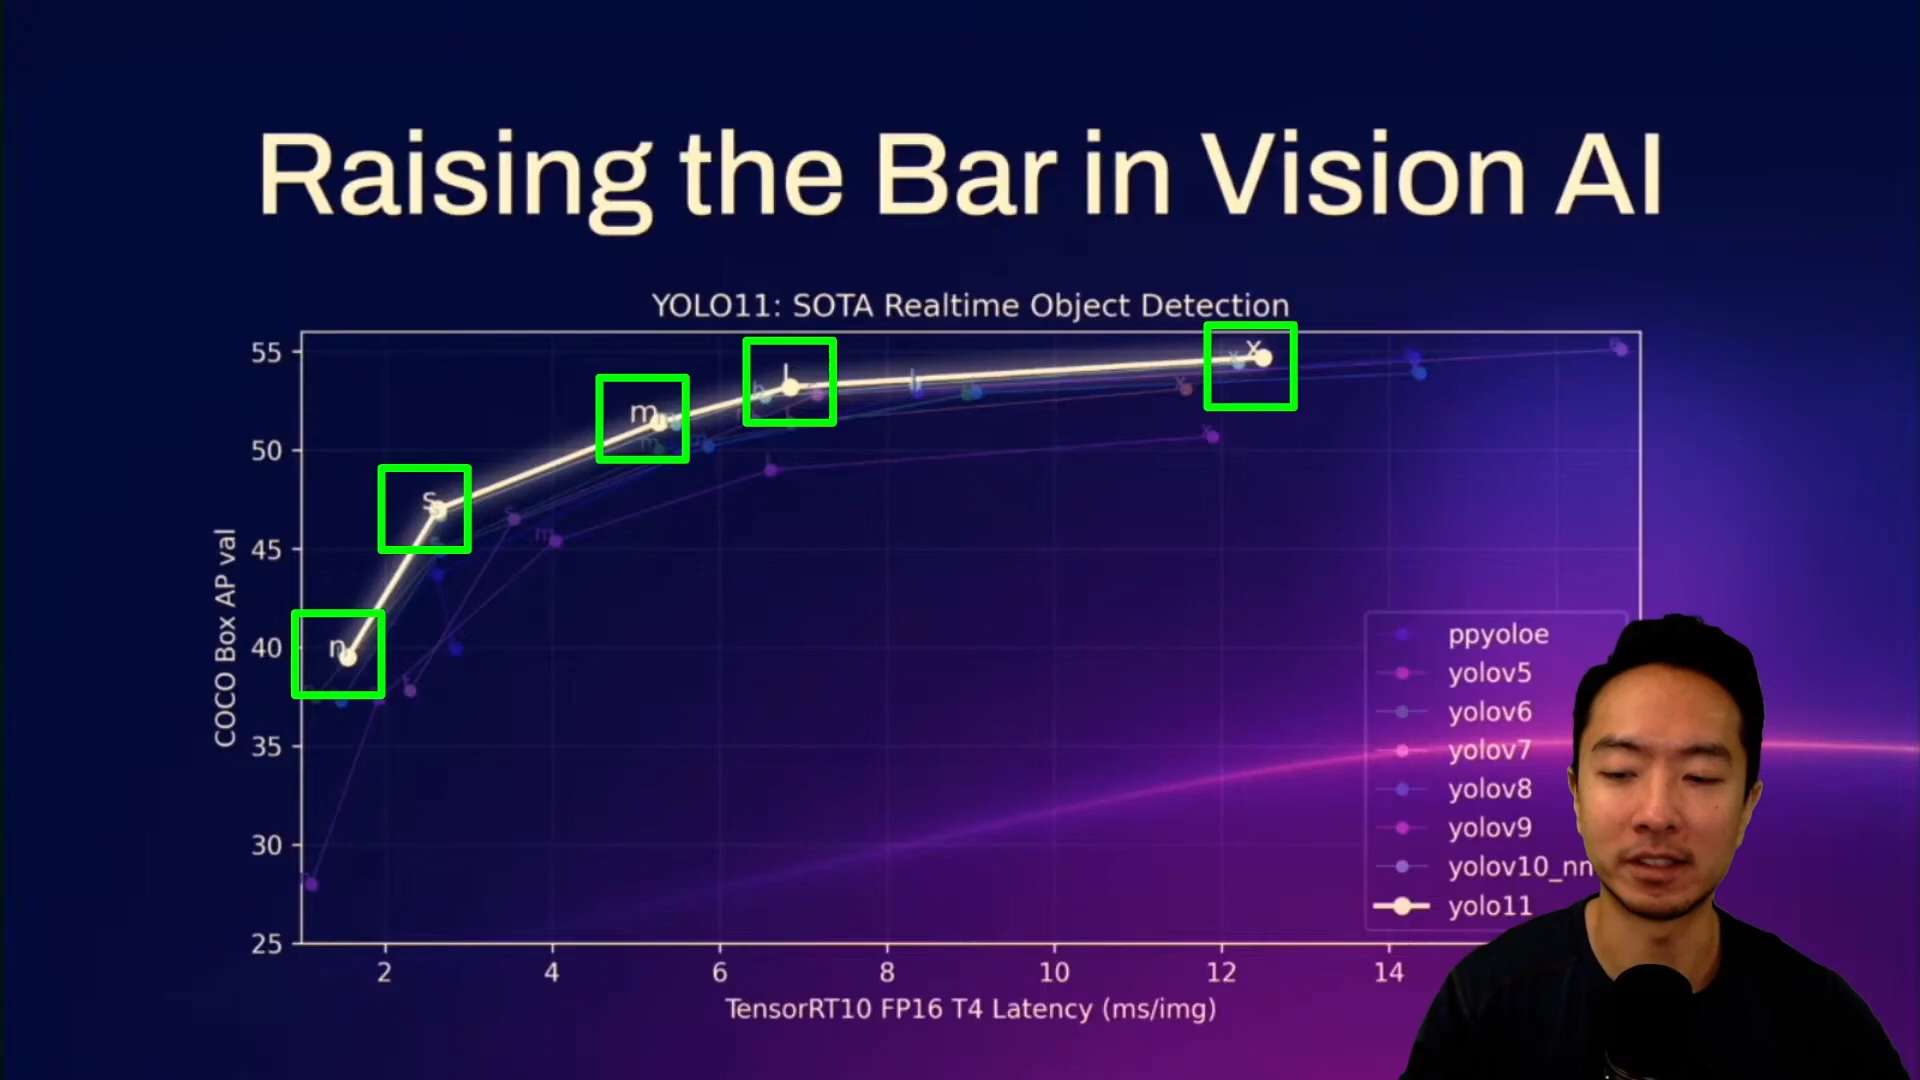 Raising the Bar in Vision AI
YOLO11: SOTA Realtime Object Detection
55
50
45
40
35
30
25
COCO Box AP val
n
s
m
l
x
l
x
m
s
m
l
x
ppyoloe
yolov5
yolov6
yolov7
yolov8
yolov9
yolov10_nm
yolo11
2
4
6
8
10
12
14
TensorRT10 FP16 T4 Latency (ms/img)